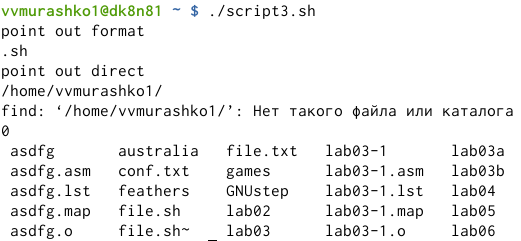 vvmurashko1@dk8n81 ~ $ ./script3.sh
point out format
.sh
point out direct
/home/vvmurashko1/
find: ‘/home/vvmurashko1/’: Нет такого файла или каталога
0
asdfg australia file.txt lab03-1 lab03a
asdfg.asm conf.txt games lab03-1.asm lab03b
asdfg.lst feathers GNUstep lab03-1.lst lab04
asdfg.map file.sh lab02 lab03-1.map lab05
asdfg.o file.sh~ lab03 lab03-1.o lab06